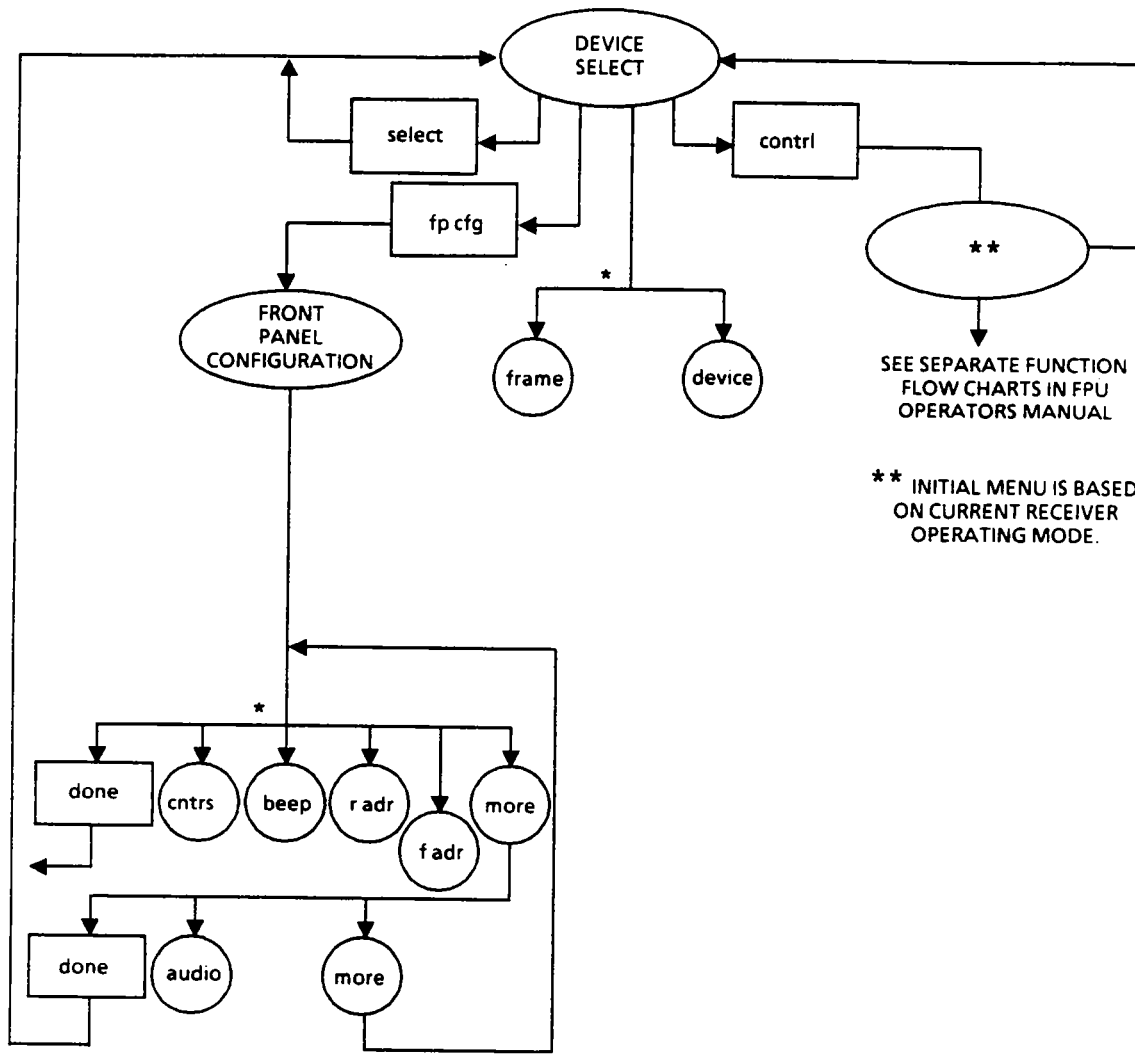 DEVICE
SELECT
select
contrl
fp cfg
**
*
FRONT
PANEL
CONFIGURATION
frame
device
SEE SEPARATE FUNCTION
FLOW CHARTS IN FPU
OPERATORS MANUAL
** INITIAL MENU IS BASED
ON CURRENT RECEIVER
OPERATING MODE.
*
done
cntrs
beep
r adr
more
f adr
done
audio
more